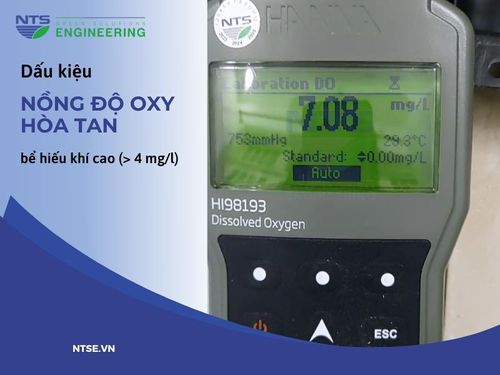 NTS
GREEN SOLUTIONS
ENGINEERING
Dấu kiệu
NỒNG ĐỘ OXY
HÒA TAN
bể hiếu khí cao (> 4 mg/l)
NTSE.VN
HANNA
NTS
Calibration DO
7.08 mg/L
753mmHg 29.3°C
Standard: 0.00mg/L
Auto
HI98193
Dissolved Oxygen
ESC